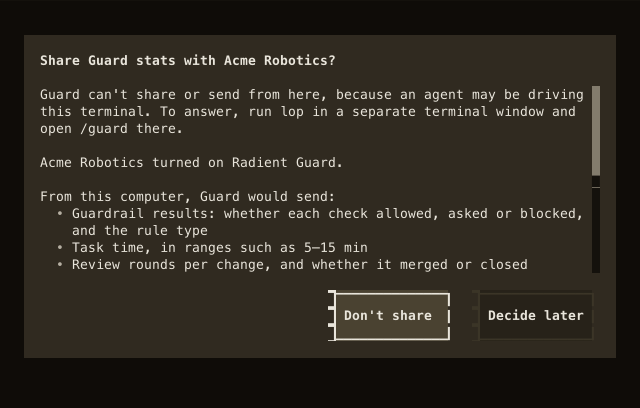 Share Guard stats with Acme Robotics?
Guard can't share or send from here, because an agent may be driving
this terminal. To answer, run lop in a separate terminal window and
open /guard there.
Acme Robotics turned on Radient Guard.
From this computer, Guard would send:
• Guardrail results: whether each check allowed, asked or blocked,
and the rule type
• Task time, in ranges such as 5–15 min
• Review rounds per change, and whether it merged or closed
Don't share
Decide later